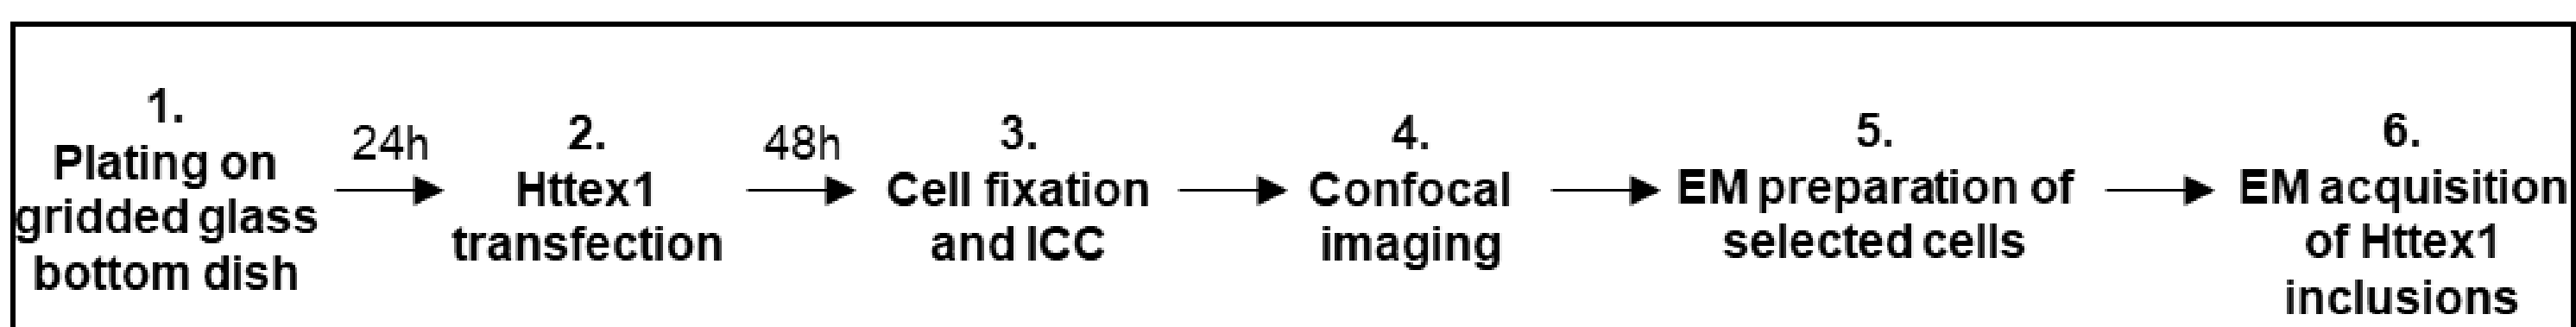 1.
Plating on
gridded glass
bottom dish
24h
2.
Httex1
transfection
48h
3.
Cell fixation
and ICC
4.
Confocal
imaging
5.
EM preparation of
selected cells
6.
EM acquisition
of Httex1
inclusions